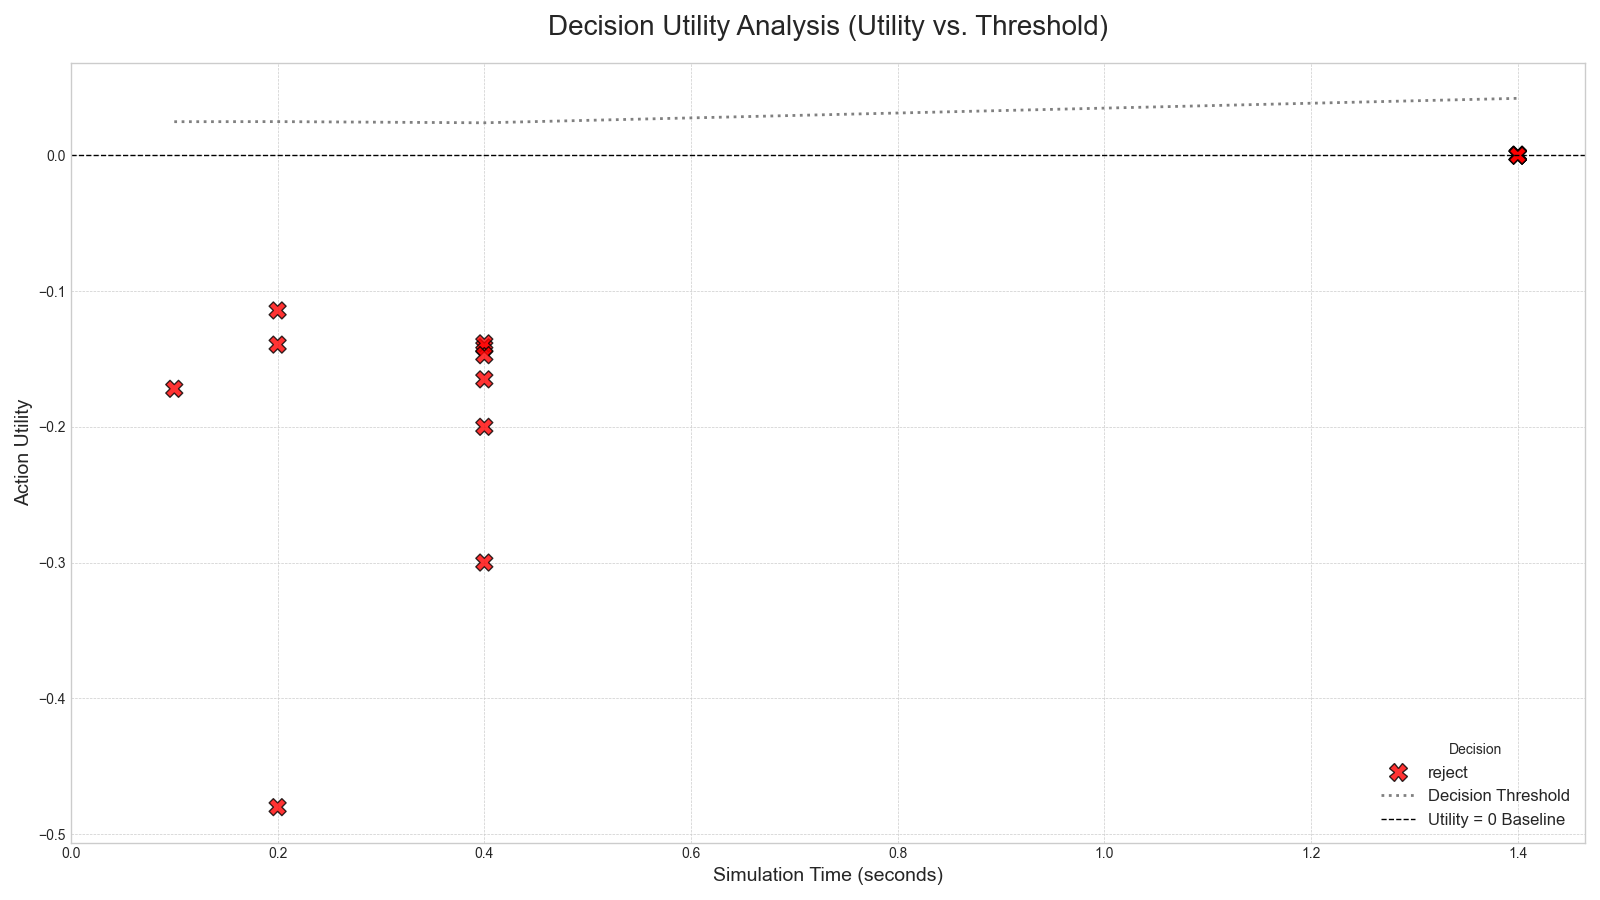 Decision Utility Analysis (Utility vs. Threshold)
Action Utility
0.0
−0.1
−0.2
−0.3
−0.4
−0.5
0.0
0.2
0.4
0.6
0.8
1.0
1.2
1.4
Simulation Time (seconds)
Decision
reject
Decision Threshold
Utility = 0 Baseline